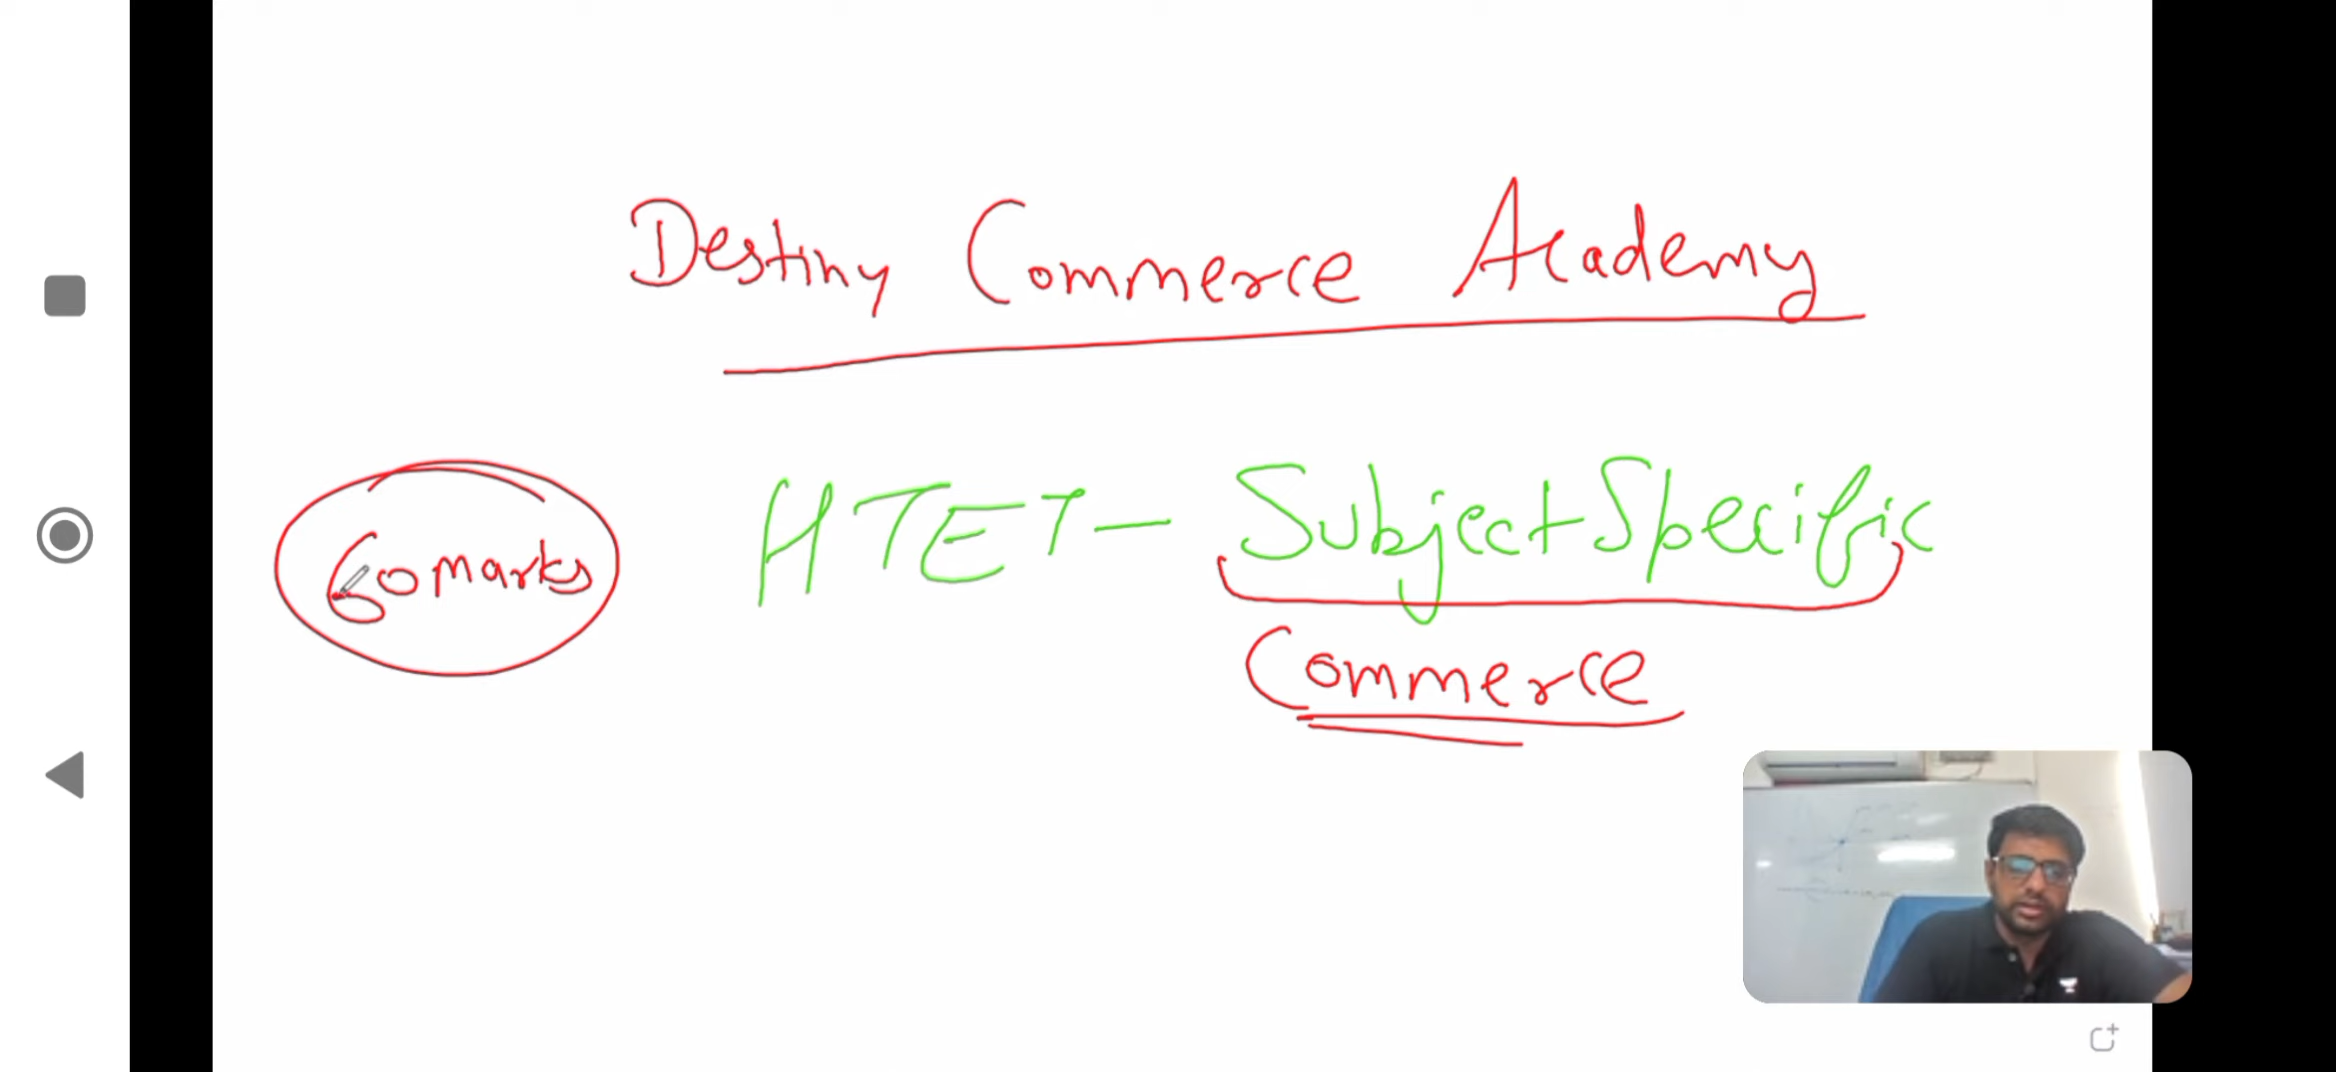 Destiny Commerce Academy
60 marks HTET- Subject Specific
Commerce